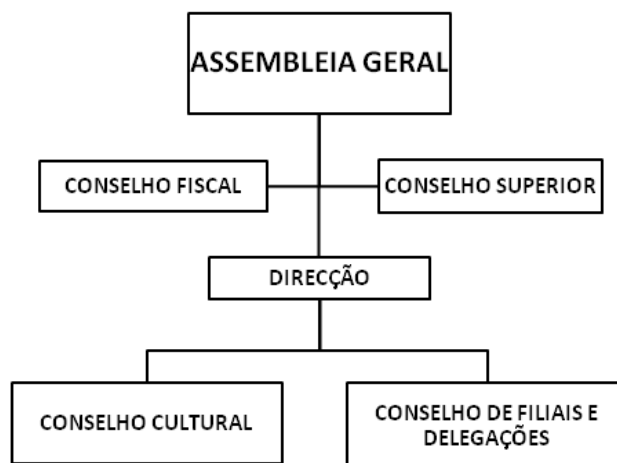 ASSEMBLEIA GERAL
CONSELHO FISCAL
CONSELHO SUPERIOR
DIRECÇÃO
CONSELHO CULTURAL
CONSELHO DE FILIAIS E
DELEGAÇÕES